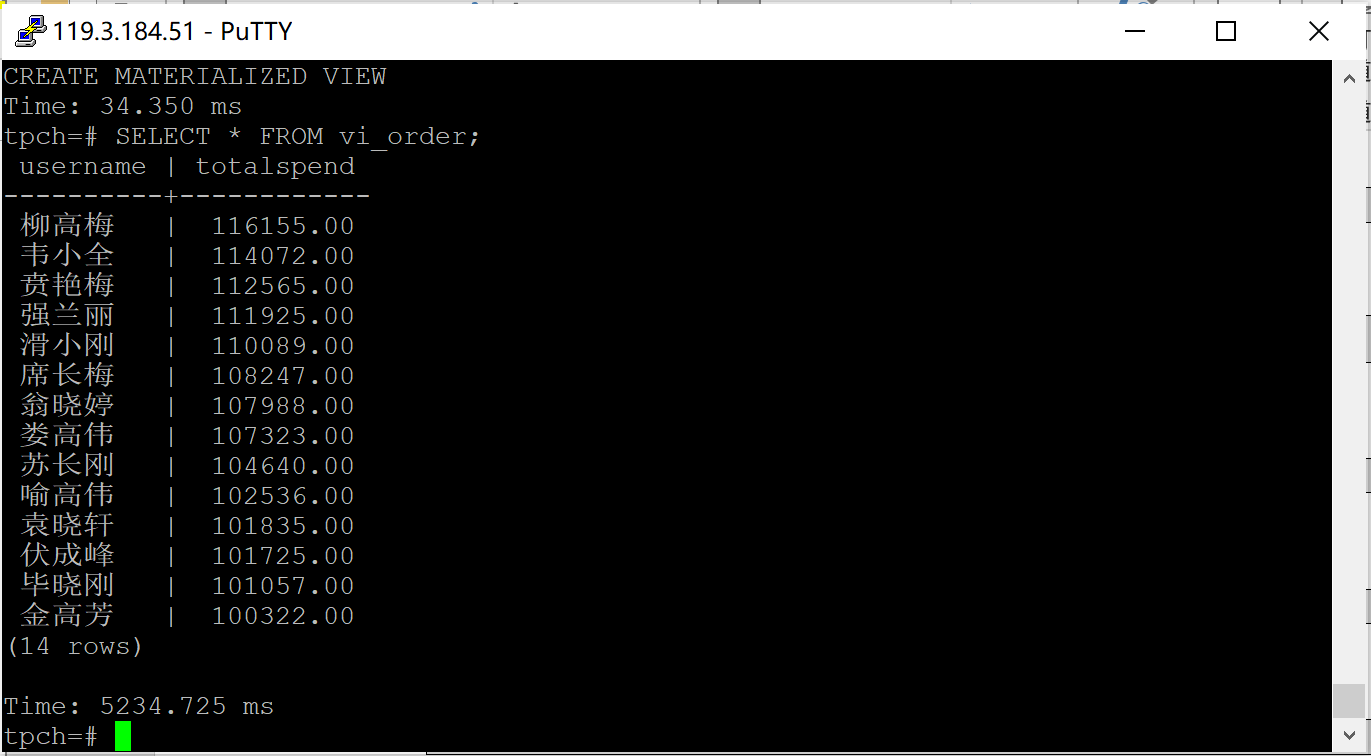 119.3.184.51 - PuTTY
CREATE MATERIALIZED VIEW
Time: 34.350 ms
tpch=# SELECT * FROM vi_order;
 username | totalspend
----------+------------
 柳高梅   |  116155.00
 韦小全   |  114072.00
 贲艳梅   |  112565.00
 强兰丽   |  111925.00
 滑小刚   |  110089.00
 席长梅   |  108247.00
 翁晓婷   |  107988.00
 娄高伟   |  107323.00
 苏长刚   |  104640.00
 喻高伟   |  102536.00
 袁晓轩   |  101835.00
 伏成峰   |  101725.00
 毕晓刚   |  101057.00
 金高芳   |  100322.00
(14 rows)
Time: 5234.725 ms
tpch=#